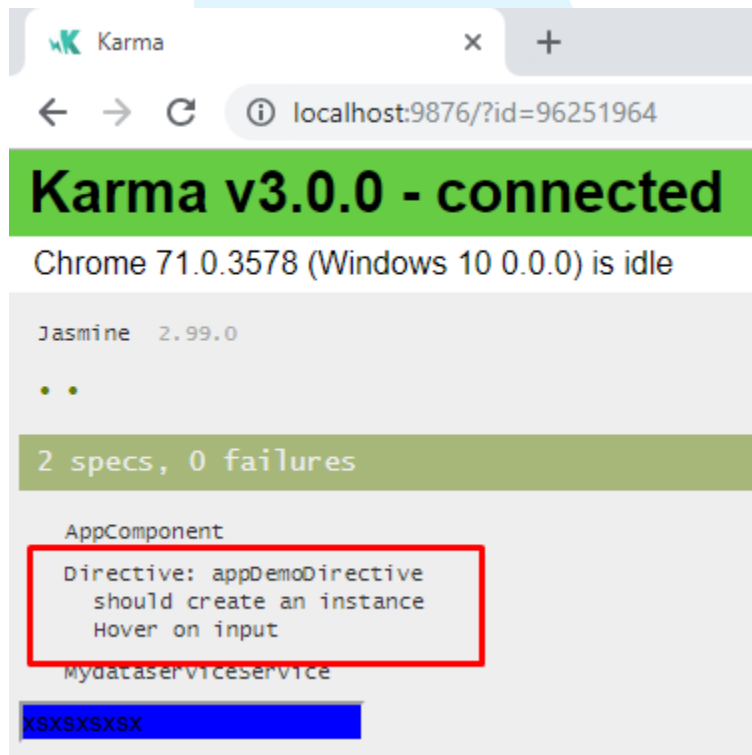 Karma
localhost:9876/?id=96251964
Karma v3.0.0 - connected
Chrome 71.0.3578 (Windows 10 0.0.0) is idle
Jasmine 2.99.0
2 specs, 0 failures
AppComponent
Directive: appDemoDirective
should create an instance
Hover on input
MydataserviceService
xsxsxsxsx